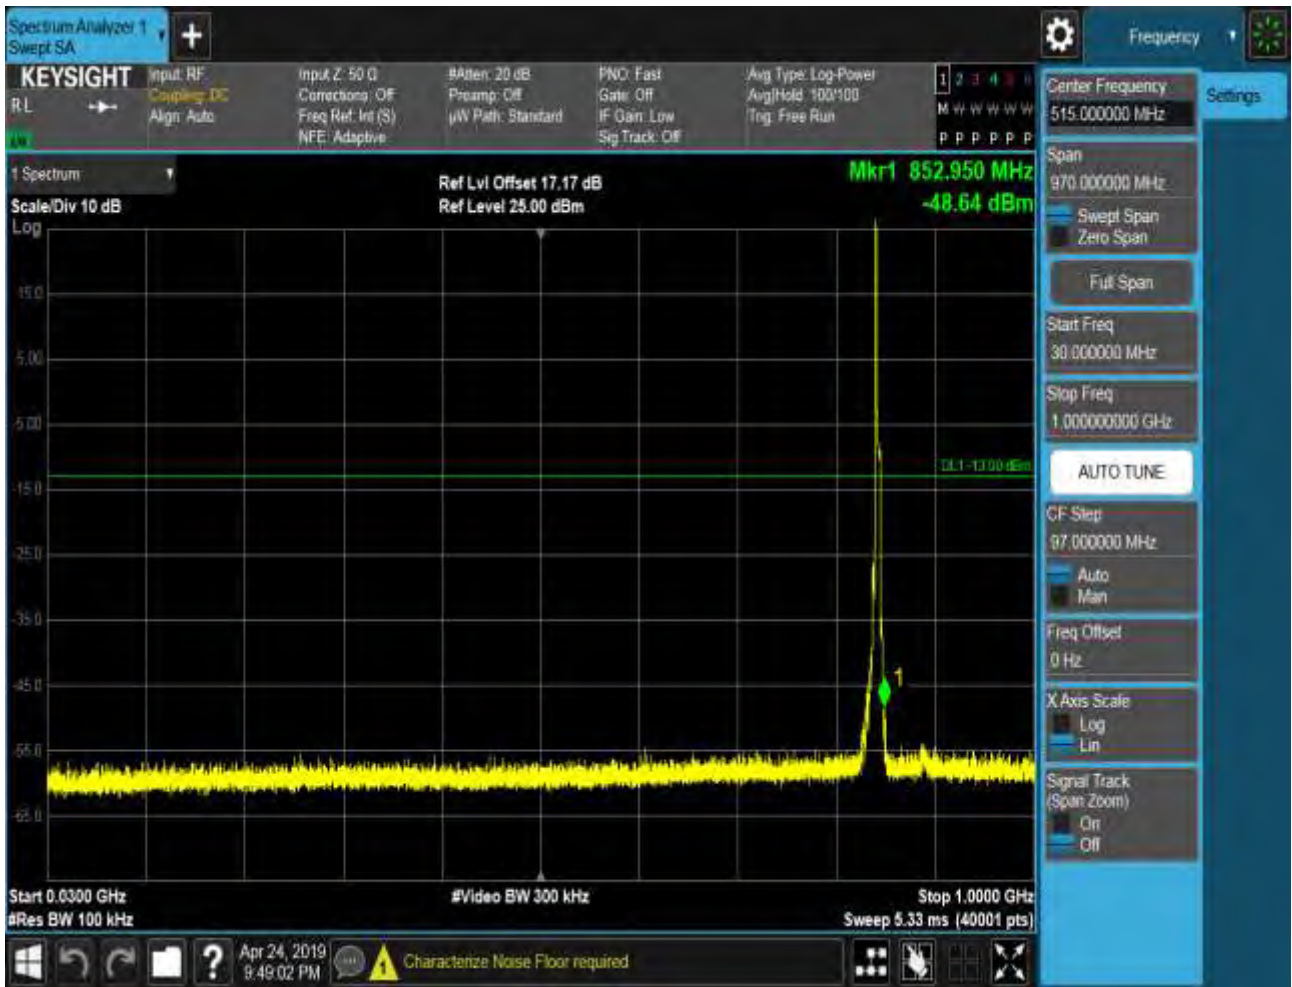 Spectrum Analyzer 1
Swept SA
Frequency
KEYSIGHT
RL
Input: RF
Coupling: DC
Align: Auto
Input Z: 50 Ω
Corrections: Off
Freq Ref: Int (S)
NFE: Adaptive
#Atten: 20 dB
Preamp: Off
µW Path: Standard
PNO: Fast
Gate: Off
IF Gain: Low
Sig Track: Off
Avg Type: Log-Power
Avg|Hold: 100/100
Trig: Free Run
1 2 3 4 5 6
M W W W W W
P P P P P P
1 Spectrum
Scale/Div 10 dB
Log
Ref Lvl Offset 17.17 dB
Ref Level 25.00 dBm
Mkr1 852.950 MHz
-48.64 dBm
15.0
5.00
-5.00
DL1 -13.00 dBm
-15.0
-25.0
-35.0
-45.0
1
-55.0
-65.0
Start 0.0300 GHz
#Res BW 100 kHz
#Video BW 300 kHz
Stop 1.0000 GHz
Sweep 5.33 ms (40001 pts)
Center Frequency
515.000000 MHz
Settings
Span
970.000000 MHz
Swept Span
Zero Span
Full Span
Start Freq
30.000000 MHz
Stop Freq
1.000000000 GHz
AUTO TUNE
CF Step
97.000000 MHz
Auto
Man
Freq Offset
0 Hz
X Axis Scale
Log
Lin
Signal Track
(Span Zoom)
On
Off
?
Apr 24, 2019
9:49:02 PM
1
Characterize Noise Floor required